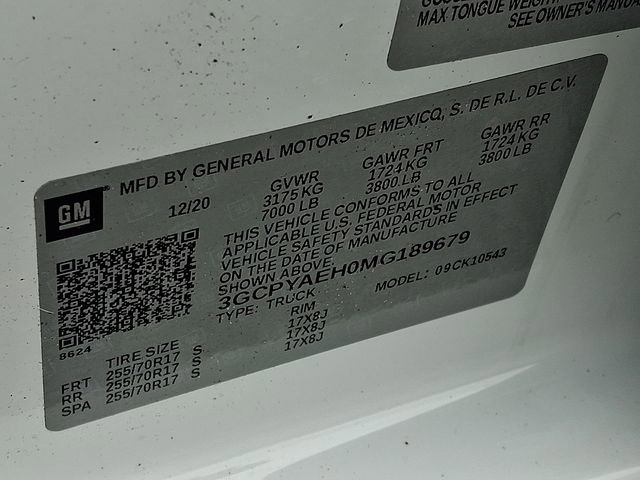 MAX TONGUE WEIGHT
SEE OWNER'S MANUAL
MFD BY GENERAL MOTORS DE MEXICO, S. DE R.L. DE C.V.
GM
12/20
GVWR
3175 KG
7000 LB
GAWR FRT
1724 KG
3800 LB
GAWR RR
1724 KG
3800 LB
THIS VEHICLE CONFORMS TO ALL
APPLICABLE U.S. FEDERAL MOTOR
VEHICLE SAFETY STANDARDS IN EFFECT
ON THE DATE OF MANUFACTURE
SHOWN ABOVE.
3GCPYAEH0MG189679
TYPE: TRUCK
MODEL: 09CK10543
8624
TIRE SIZE RIM
FRT 255/70R17 S 17X8J
RR 255/70R17 S 17X8J
SPA 255/70R17 S 17X8J